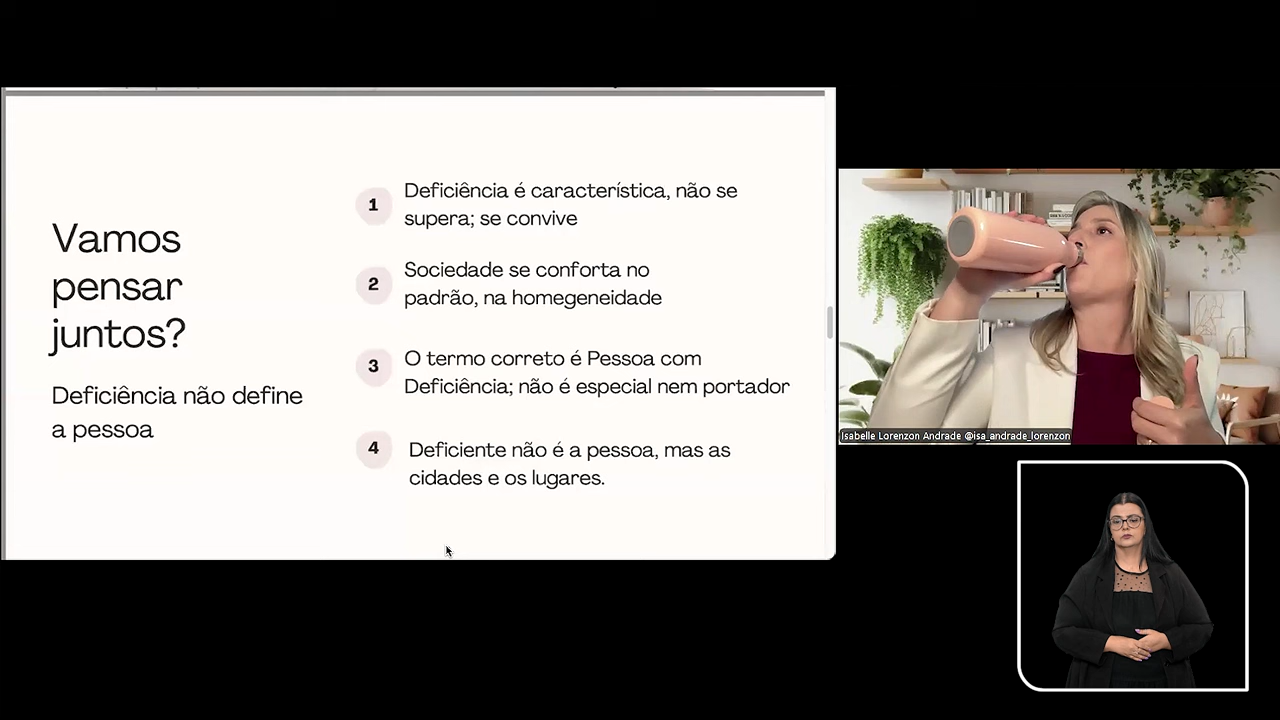 Vamos
pensar
juntos?
Deficiência não define
a pessoa
1
Deficiência é característica, não se
supera; se convive
2
Sociedade se conforta no
padrão, na homegeneidade
3
O termo correto é Pessoa com
Deficiência; não é especial nem portador
4
Deficiente não é a pessoa, mas as
cidades e os lugares.
Isabelle Lorenzon Andrade @isa_andrade_lorenzon